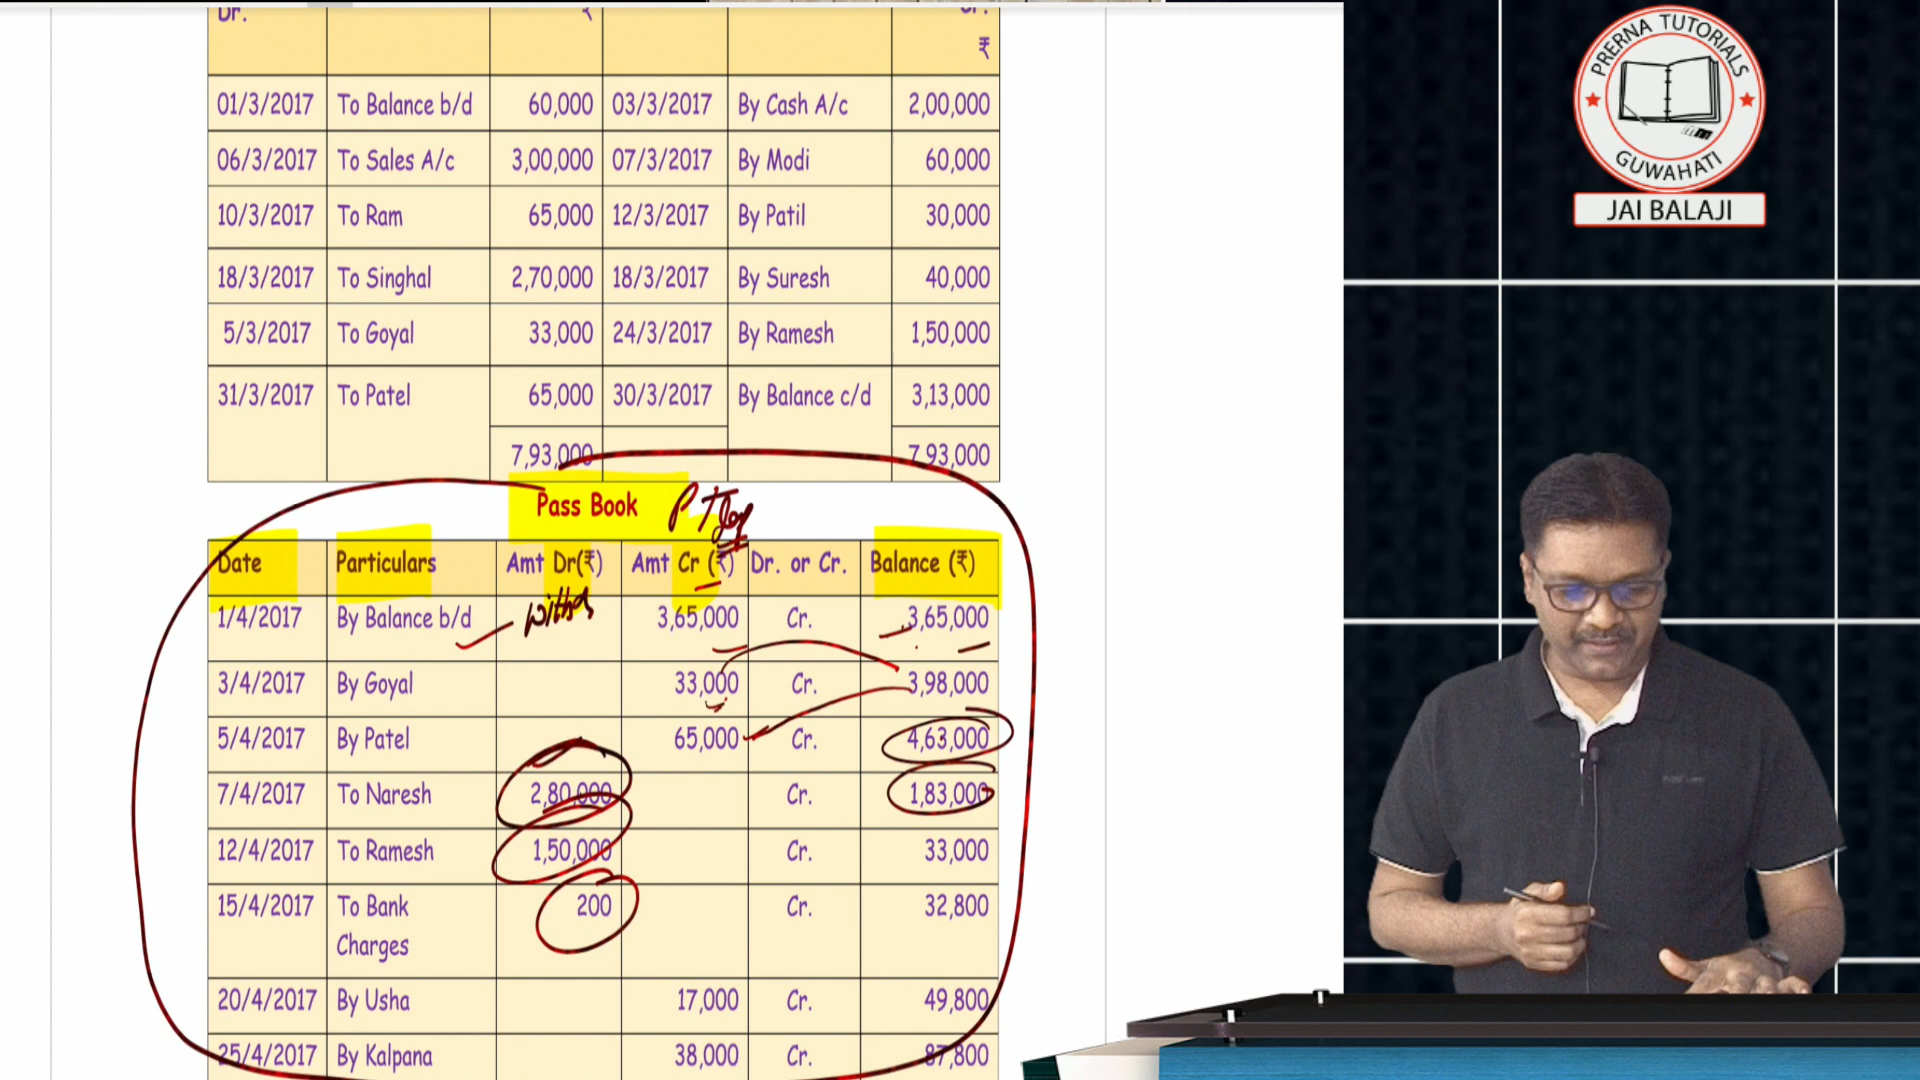 Dr. ₹ Cr.
₹
01/3/2017 To Balance b/d 60,000 03/3/2017 By Cash A/c 2,00,000
06/3/2017 To Sales A/c 3,00,000 07/3/2017 By Modi 60,000
10/3/2017 To Ram 65,000 12/3/2017 By Patil 30,000
18/3/2017 To Singhal 2,70,000 18/3/2017 By Suresh 40,000
5/3/2017 To Goyal 33,000 24/3/2017 By Ramesh 1,50,000
31/3/2017 To Patel 65,000 30/3/2017 By Balance c/d 3,13,000
7,93,000 7,93,000
Pass Book
Date Particulars Amt Dr(₹) Amt Cr (₹) Dr. or Cr. Balance (₹)
1/4/2017 By Balance b/d 3,65,000 Cr. 3,65,000
3/4/2017 By Goyal 33,000 Cr. 3,98,000
5/4/2017 By Patel 65,000 Cr. 4,63,000
7/4/2017 To Naresh 2,80,000 Cr. 1,83,000
12/4/2017 To Ramesh 1,50,000 Cr. 33,000
15/4/2017 To Bank 200 Cr. 32,800
Charges
20/4/2017 By Usha 17,000 Cr. 49,800
25/4/2017 By Kalpana 38,000 Cr. 87,800
PRERNA TUTORIALS
GUWAHATI
JAI BALAJI